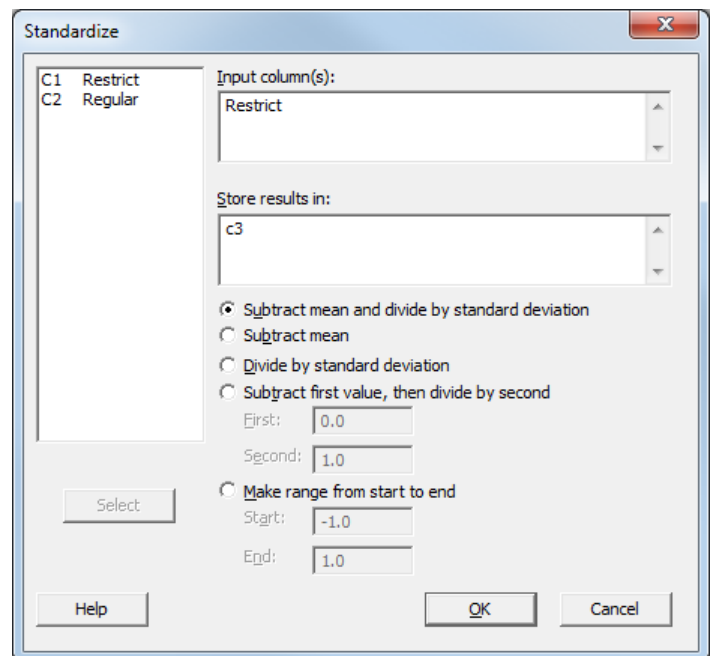 Standardize
C1 Restrict
C2 Regular
Input column(s):
Restrict
Store results in:
c3
Subtract mean and divide by standard deviation
Subtract mean
Divide by standard deviation
Subtract first value, then divide by second
First: 0.0
Second: 1.0
Make range from start to end
Start: -1.0
End: 1.0
Select
Help
OK
Cancel